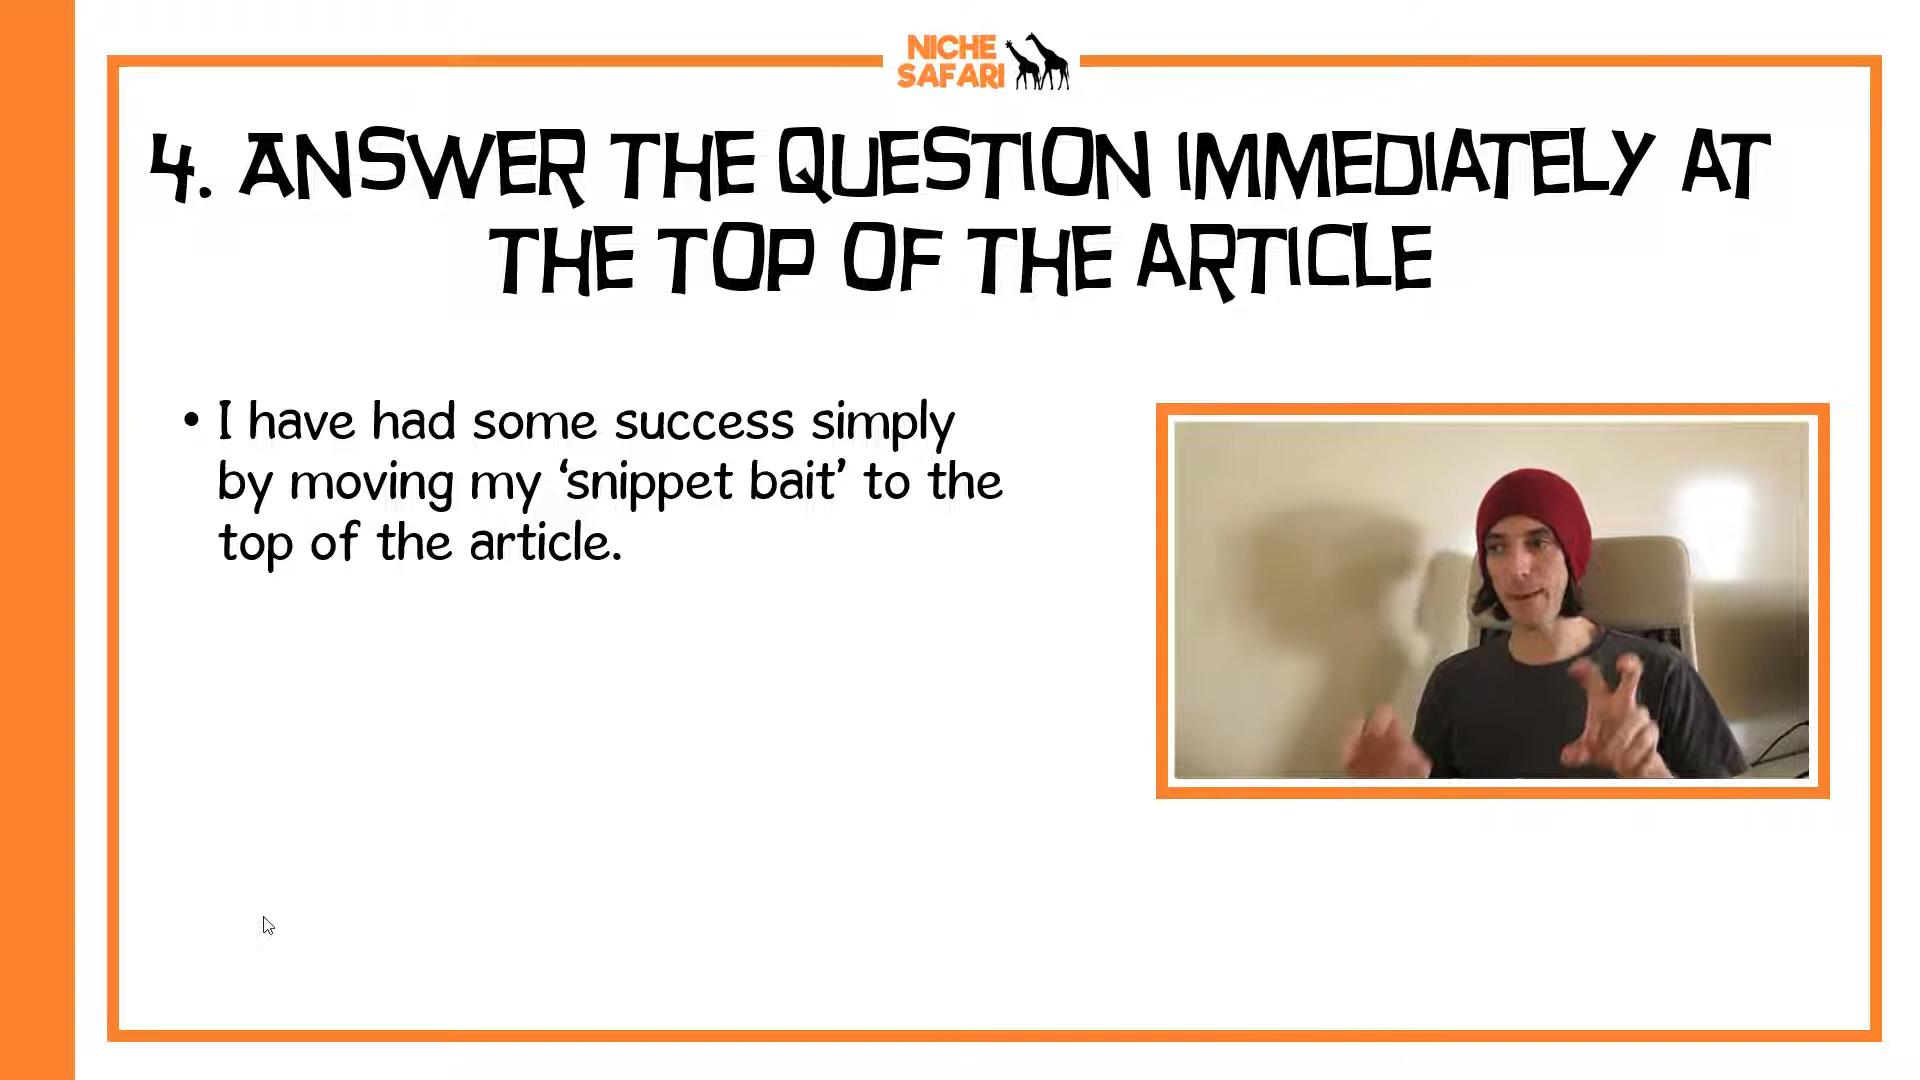 NICHE
SAFARI
4. ANSWER THE QUESTION IMMEDIATELY AT
THE TOP OF THE ARTICLE
• I have had some success simply
by moving my ‘snippet bait’ to the
top of the article.